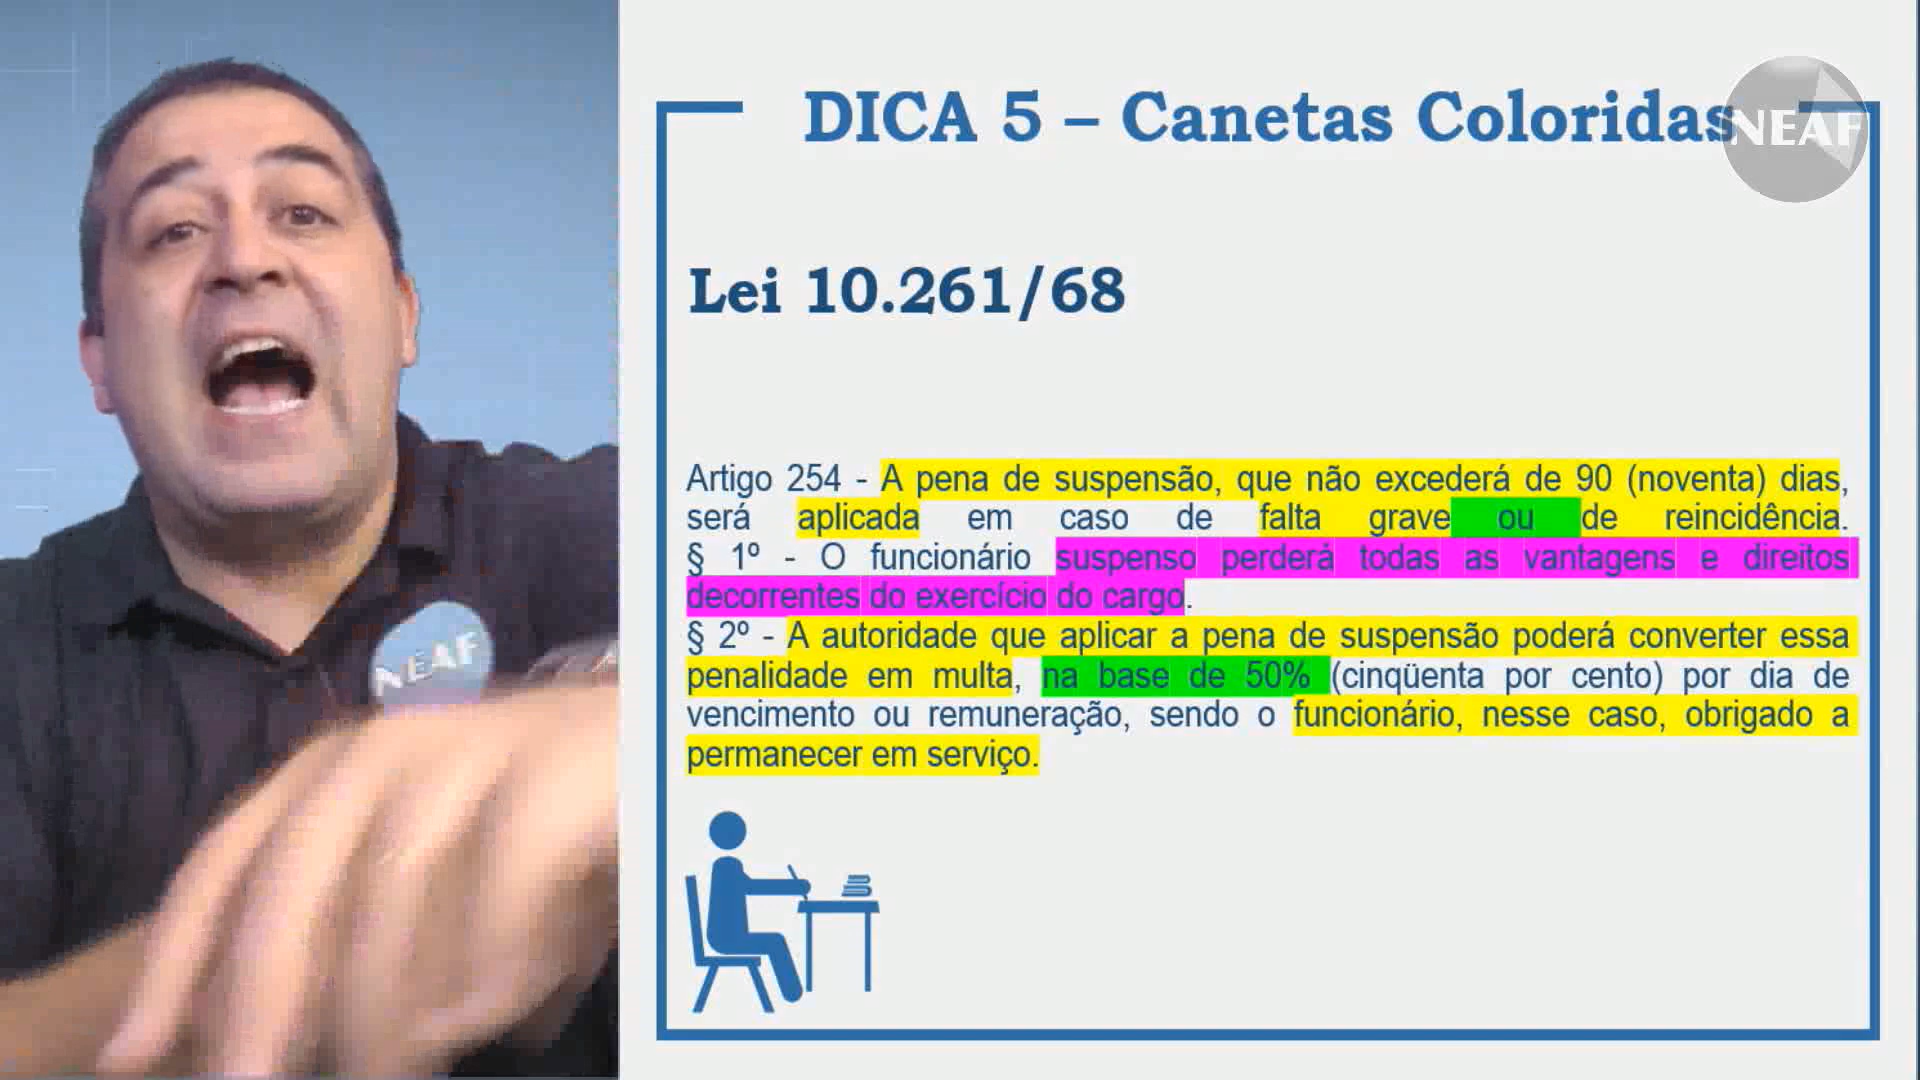 DICA 5 – Canetas Coloridas
NEAF
Lei 10.261/68
Artigo 254 - A pena de suspensão, que não excederá de 90 (noventa) dias,
será aplicada em caso de falta grave ou de reincidência.
§ 1º - O funcionário suspenso perderá todas as vantagens e direitos
decorrentes do exercício do cargo.
§ 2º - A autoridade que aplicar a pena de suspensão poderá converter essa
penalidade em multa, na base de 50% (cinqüenta por cento) por dia de
vencimento ou remuneração, sendo o funcionário, nesse caso, obrigado a
permanecer em serviço.
NEAF